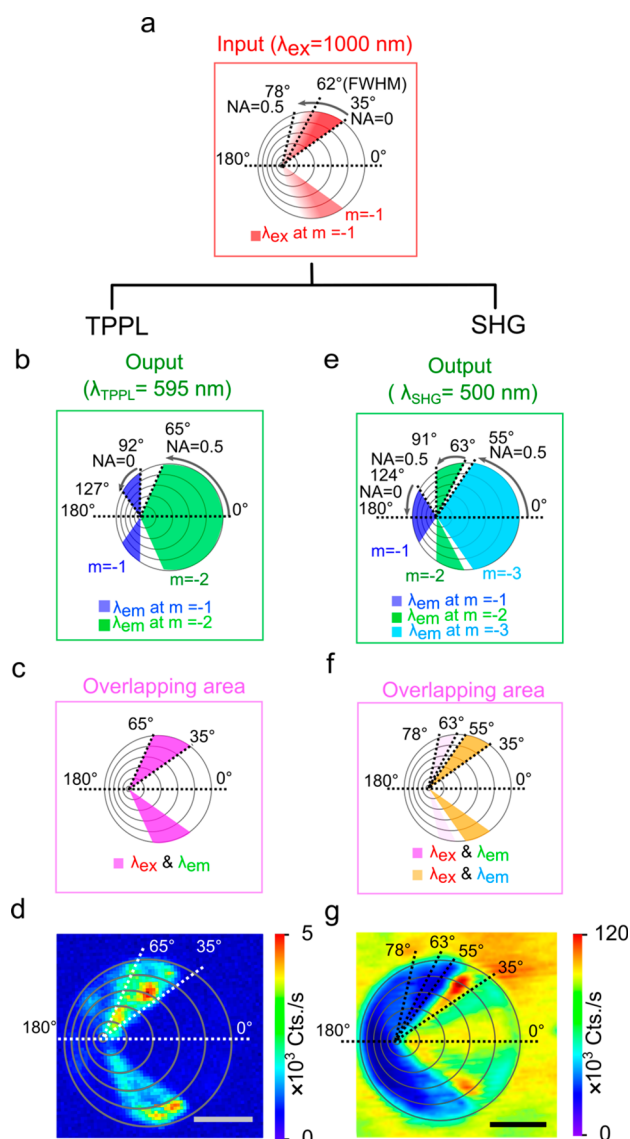 a
Input (λex=1000 nm)
78°
NA=0.5
62°(FWHM)
35°
NA=0
180°
0°
m=-1
λex at m =-1
TPPL
SHG
b
Ouput
(λTPPL= 595 nm)
92°
NA=0
65°
NA=0.5
127°
180°
0°
m=-1
m=-2
λem at m =-1
λem at m =-2
e
Output
( λSHG= 500 nm)
91°
NA=0.5
63°
55°
NA=0.5
124°
NA=0
180°
0°
m=-1
m=-2
m=-3
λem at m =-1
λem at m =-2
λem at m =-3
c
Overlapping area
65°
35°
180°
0°
λex & λem
f
Overlapping area
78°
63°
55°
35°
180°
0°
λex & λem
λex & λem
d
65°
35°
180°
0°
5
×10³ Cts./s
0
g
78°
63°
55°
35°
180°
0°
120
×10³ Cts./s
0